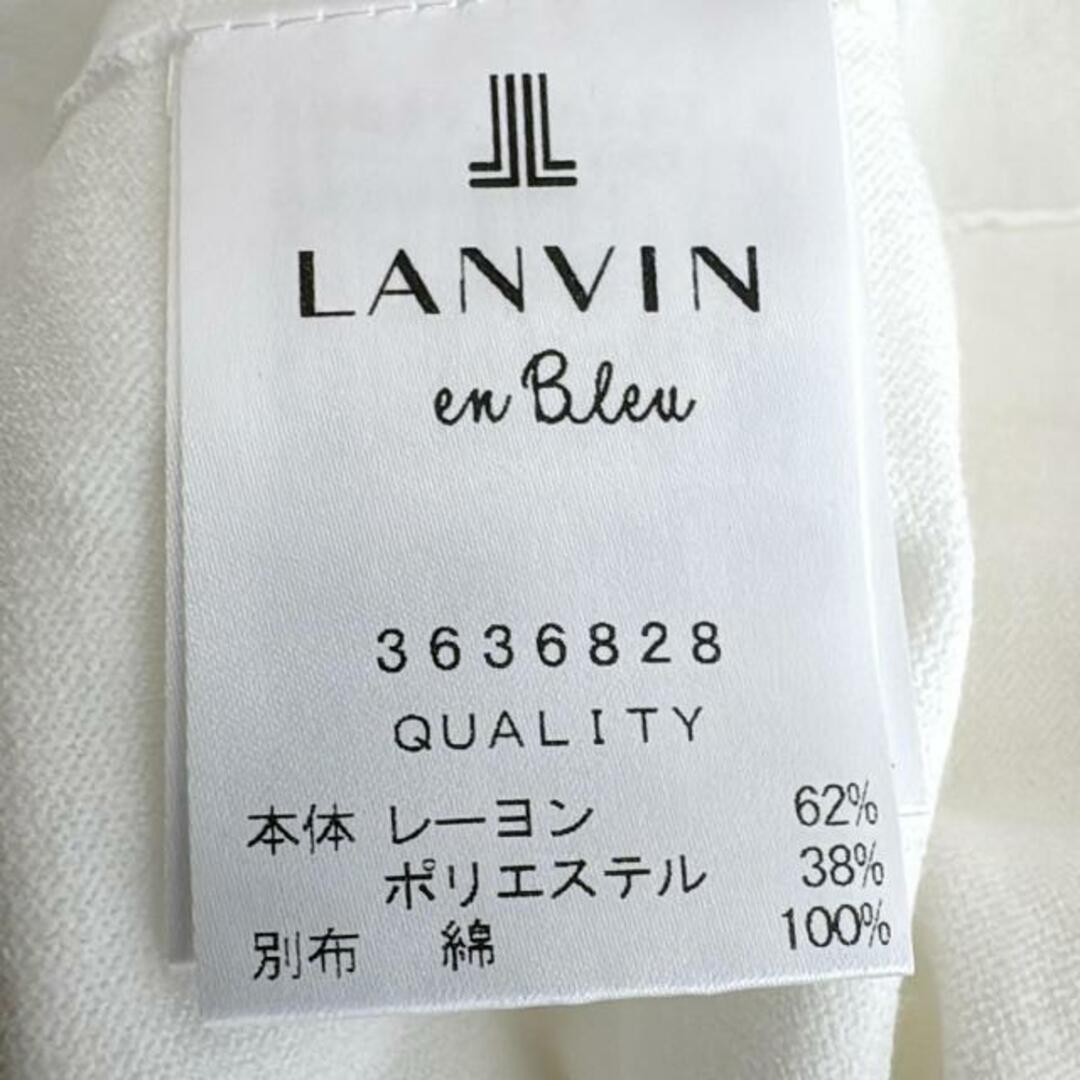 LANVIN
en Bleu
3636828
QUALITY
本体 レーヨン 62%
ポリエステル 38%
別布 綿 100%